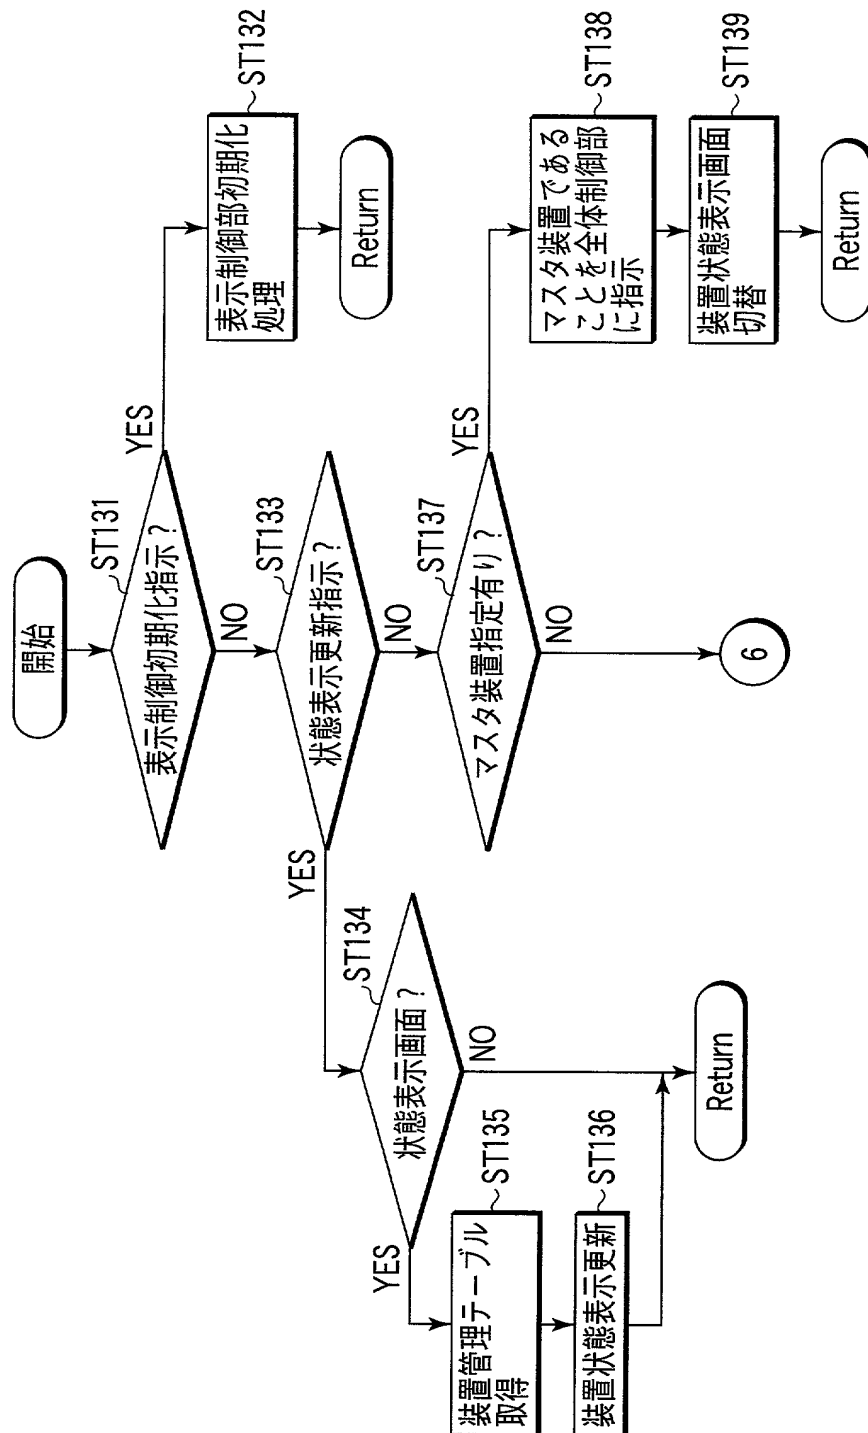 開始
ST131
表示制御初期化指示？
YES
NO
ST132
表示制御部初期化
処理
Return
ST133
状態表示更新指示？
YES
NO
ST134
状態表示画面？
YES
NO
ST135
装置管理テーブル
取得
ST136
装置状態表示更新
Return
ST137
マスタ装置指定有り？
YES
NO
ST138
マスタ装置である
ことを全体制御部
に指示
ST139
装置状態表示画面
切替
Return
6